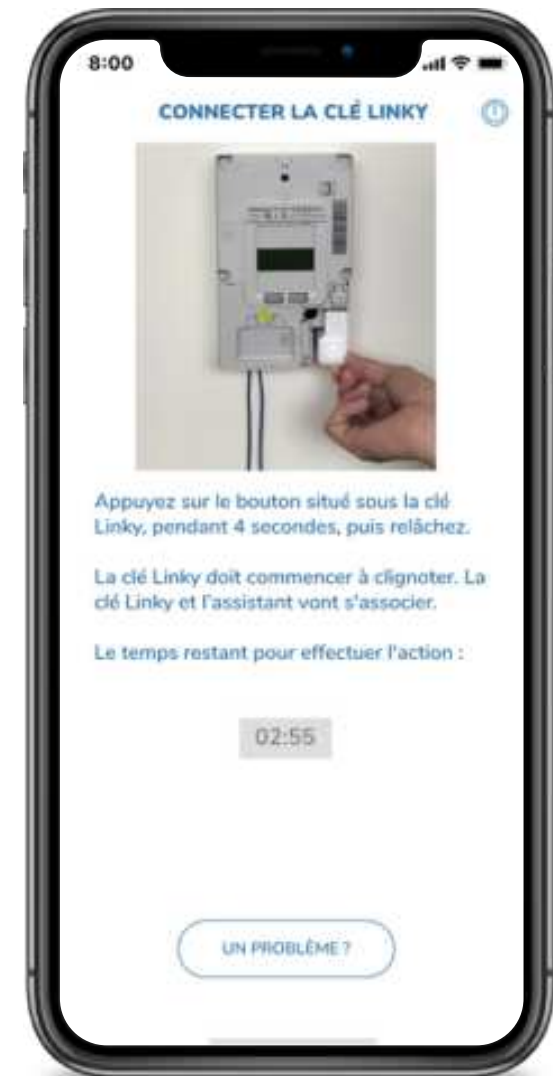 8:00
CONNECTER LA CLÉ LINKY
Appuyez sur le bouton situé sous la clé
Linky, pendant 4 secondes, puis relâchez.
La clé Linky doit commencer à clignoter. La
clé Linky et l'assistant vont s'associer.
Le temps restant pour effectuer l'action :
02:55
UN PROBLÈME ?